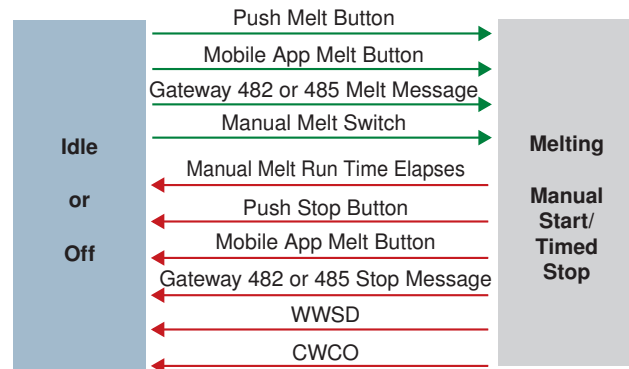 Push Melt Button
Mobile App Melt Button
Gateway 482 or 485 Melt Message
Manual Melt Switch
Manual Melt Run Time Elapses
Push Stop Button
Mobile App Melt Button
Gateway 482 or 485 Stop Message
WWSD
CWCO
Idle
or
Off
Melting
Manual
Start/
Timed
Stop